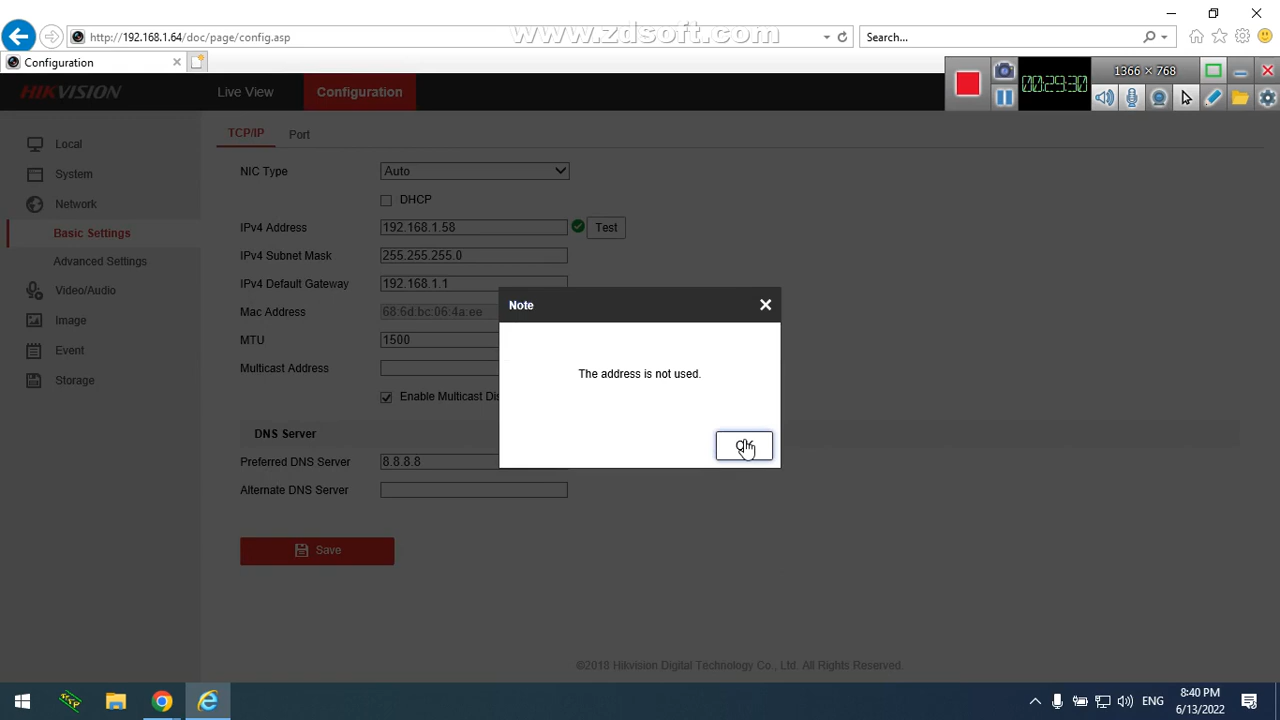 www.zdsoft.com
http://192.168.1.64/doc/page/config.asp
Search...
Configuration
00:29:30
1366 × 768
HIKVISION
Live View
Configuration
Local
System
Network
Basic Settings
Advanced Settings
Video/Audio
Image
Event
Storage
TCP/IP
Port
NIC Type
Auto
DHCP
IPv4 Address
192.168.1.58
Test
IPv4 Subnet Mask
255.255.255.0
IPv4 Default Gateway
192.168.1.1
Mac Address
68:6d:bc:06:4a:ee
MTU
1500
Multicast Address
Enable Multicast Dis
Note
The address is not used.
OK
DNS Server
Preferred DNS Server
8.8.8.8
Alternate DNS Server
Save
©2018 Hikvision Digital Technology Co., Ltd. All Rights Reserved.
ENG
8:40 PM
6/13/2022